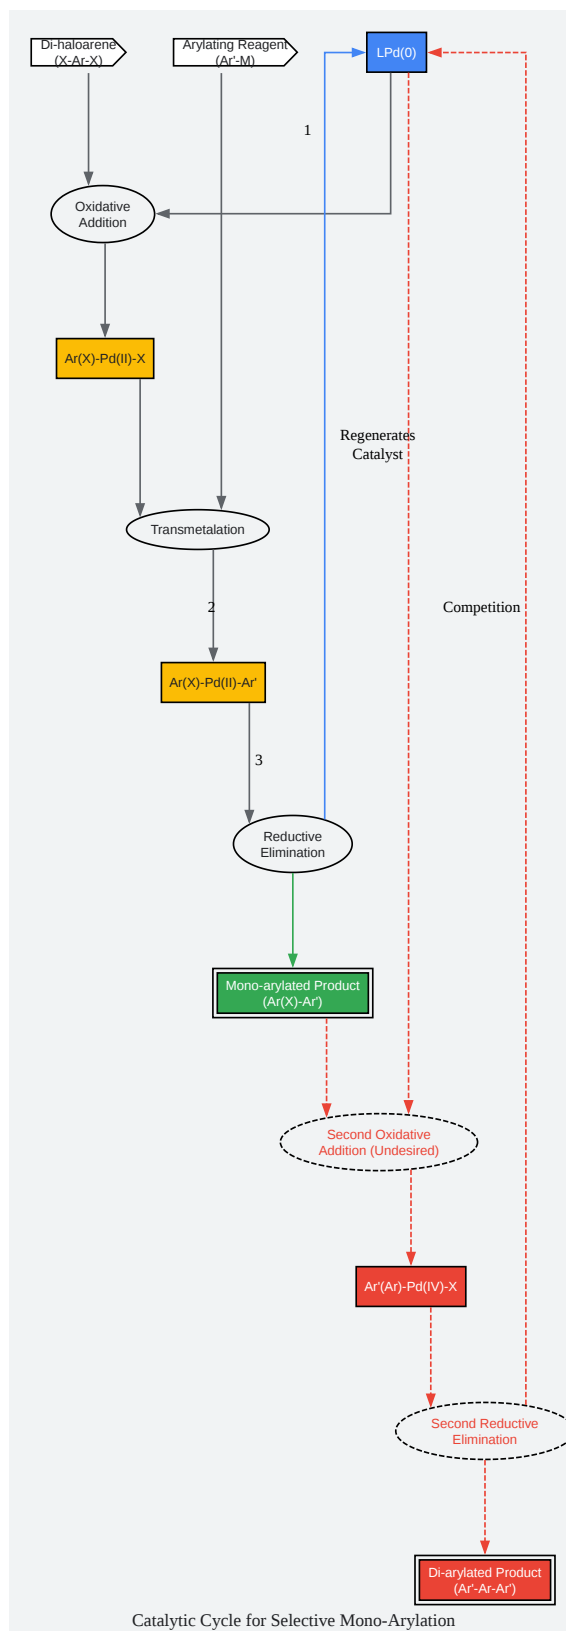 Di-haloarene
(X-Ar-X)
Arylating Reagent
(Ar'-M)
LPd(0)
1
Oxidative
Addition
Ar(X)-Pd(II)-X
Regenerates
Catalyst
Transmetalation
2
Competition
Ar(X)-Pd(II)-Ar'
3
Reductive
Elimination
Mono-arylated Product
(Ar(X)-Ar')
Second Oxidative
Addition (Undesired)
Ar'(Ar)-Pd(IV)-X
Second Reductive
Elimination
Di-arylated Product
(Ar'-Ar-Ar')
Catalytic Cycle for Selective Mono-Arylation